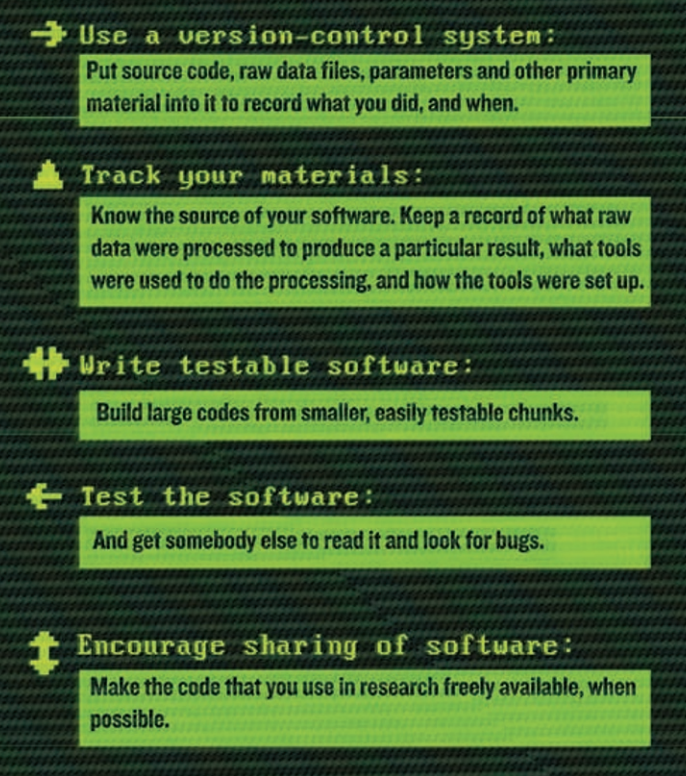 Use a version-control system:
Put source code, raw data files, parameters and other primary
material into it to record what you did, and when.
Track your materials:
Know the source of your software. Keep a record of what raw
data were processed to produce a particular result, what tools
were used to do the processing, and how the tools were set up.
Write testable software:
Build large codes from smaller, easily testable chunks.
Test the software:
And get somebody else to read it and look for bugs.
Encourage sharing of software:
Make the code that you use in research freely available, when
possible.